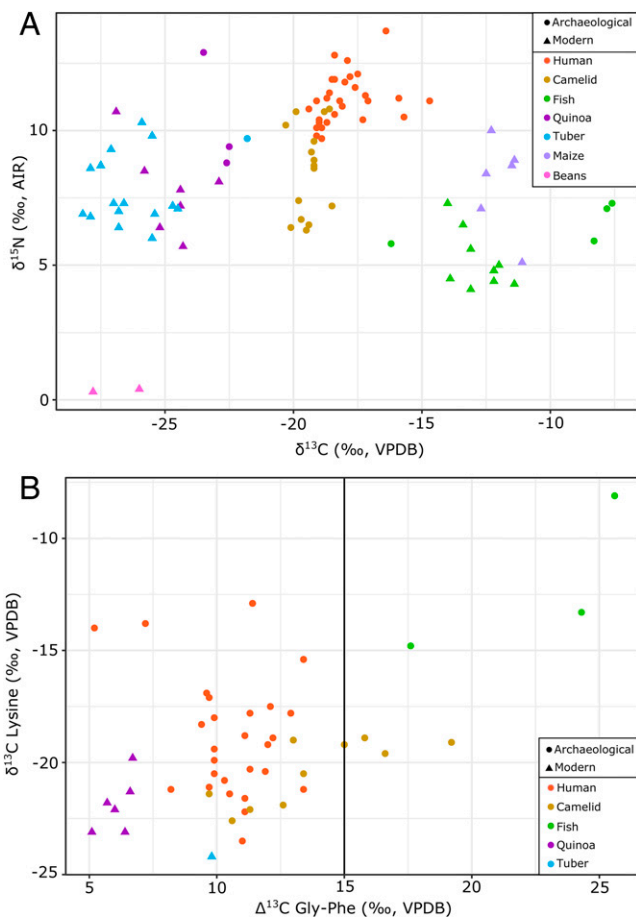 A
Archaeological
Modern
Human
Camelid
Fish
Quinoa
Tuber
Maize
Beans
10
5
0
δ15N (‰, AIR)
-25 -20 -15 -10
δ13C (‰, VPDB)
B
-10
-15
-20
-25
δ13C Lysine (‰, VPDB)
Archaeological
Modern
Human
Camelid
Fish
Quinoa
Tuber
5 10 15 20 25
Δ13C Gly-Phe (‰, VPDB)